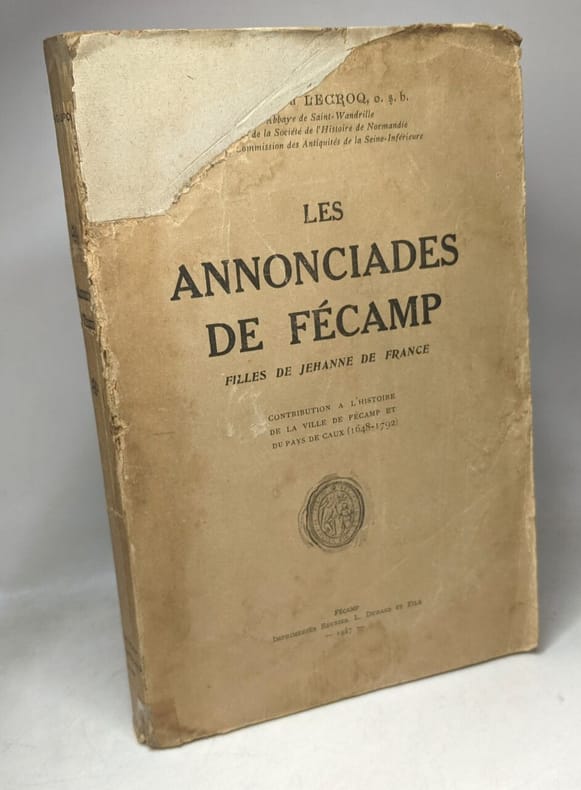 LECROQ, o. s. b.
Abbaye de Saint-Wandrille
de la Société de l'Histoire de Normandie
Commission des Antiquités de la Seine-Inférieure
LES
ANNONCIADES
DE FÉCAMP
FILLES DE JEHANNE DE FRANCE
CONTRIBUTION A L'HISTOIRE
DE LA VILLE DE FÉCAMP ET
DU PAYS DE CAUX (1648-1792)
FÉCAMP
IMPRIMERIES RÉUNIES L. DURAND ET FILS
— 1947 —